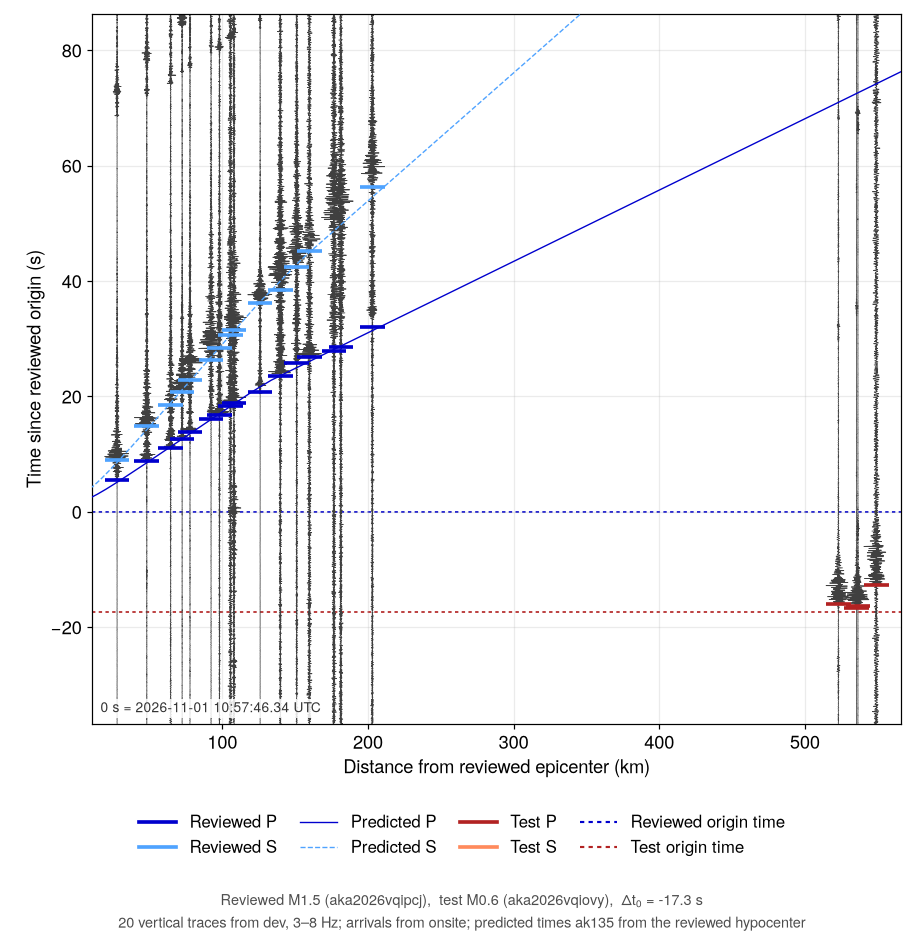 80
60
40
20
0
−20
Time since reviewed origin (s)
0 s = 2026-11-01 10:57:46.34 UTC
100
200
300
400
500
Distance from reviewed epicenter (km)
Reviewed P
Predicted P
Test P
Reviewed origin time
Reviewed S
Predicted S
Test S
Test origin time
Reviewed M1.5 (aka2026vqipcj), test M0.6 (aka2026vqlovy), Δt₀ = -17.3 s
20 vertical traces from dev, 3–8 Hz; arrivals from onsite; predicted times ak135 from the reviewed hypocenter